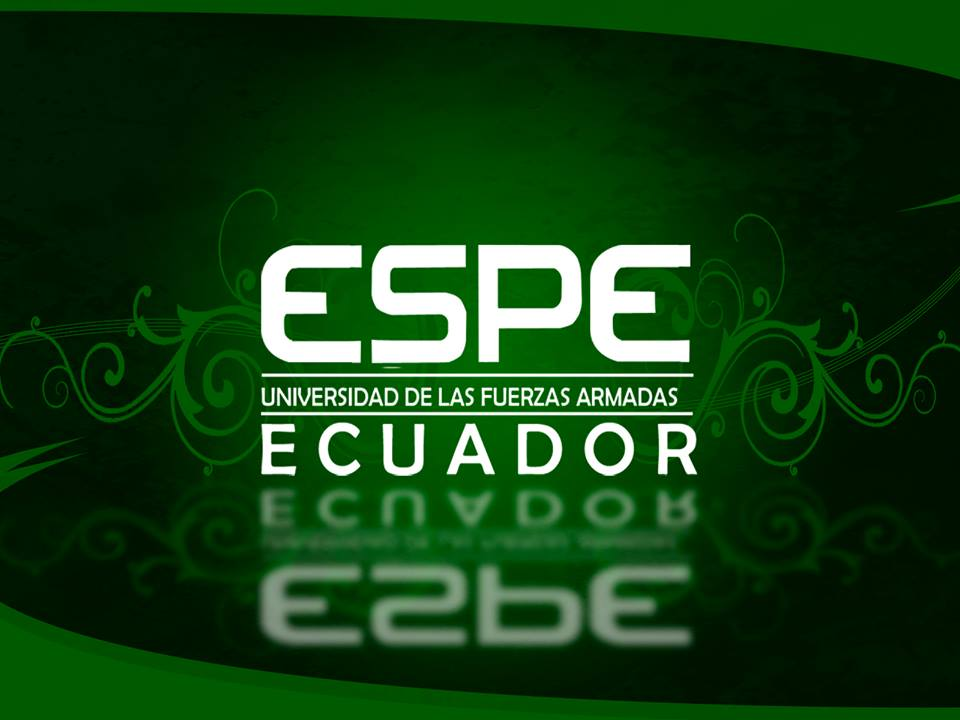 ESPE
UNIVERSIDAD DE LAS FUERZAS ARMADAS
ECUADOR